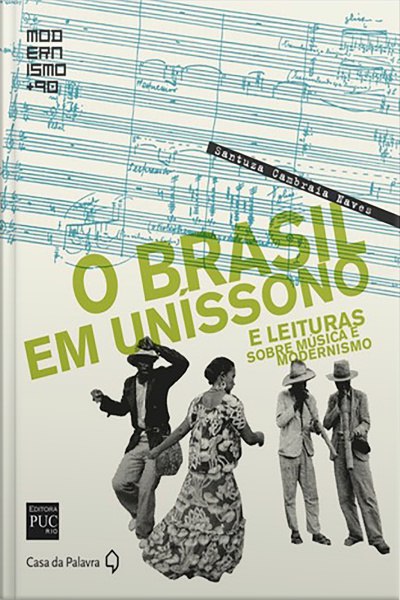 MOD
ERN
ISMO
+90
Santuza Cambraia Naves
O BRASIL
EM UNÍSSONO
E LEITURAS
SOBRE MÚSICA E
MODERNISMO
EDITORA
PUC
RIO
Casa da Palavra